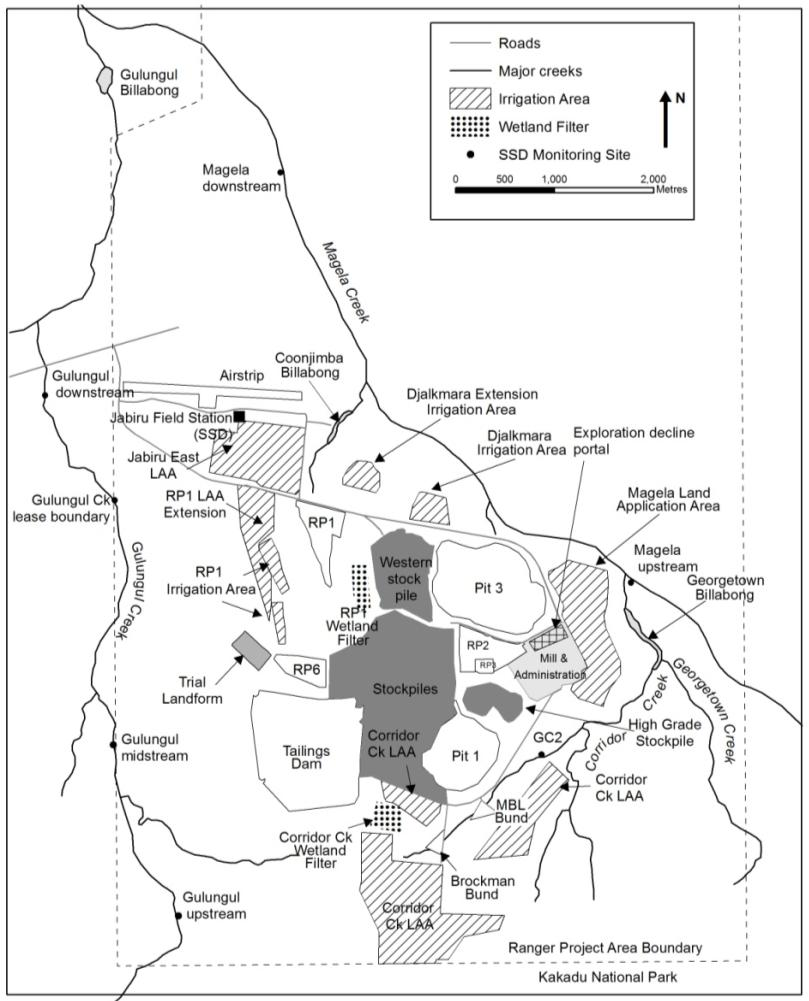 Roads
Major creeks
Irrigation Area
Wetland Filter
SSD Monitoring Site
N
0 500 1,000 2,000
Metres
Gulungul
Billabong
Magela
downstream
Magela Creek
Coonjimba
Billabong
Airstrip
Gulungul
downstream
Jabiru Field Station
(SSD)
Djalkmara Extension
Irrigation Area
Djalkmara
Irrigation Area
Exploration decline
portal
Jabiru East
LAA
RP1 LAA
Extension
Gulungul Ck
lease boundary
Magela Land
Application Area
RP1
Magela
upstream
Georgetown
Billabong
Gulungul Creek
RP1
Irrigation Area
Western
stock
pile
Pit 3
RP1
Wetland
Filter
RP2
RP3
Mill &
Administration
RP6
Trial
Landform
Stockpiles
High Grade
Stockpile
Corridor Creek
Georgetown Creek
Gulungul
midstream
Tailings
Dam
Corridor
Ck LAA
Pit 1
GC2
Corridor
Ck LAA
MBL
Bund
Corridor Ck
Wetland
Filter
Brockman
Bund
Gulungul
upstream
Corridor
Ck LAA
Ranger Project Area Boundary
Kakadu National Park